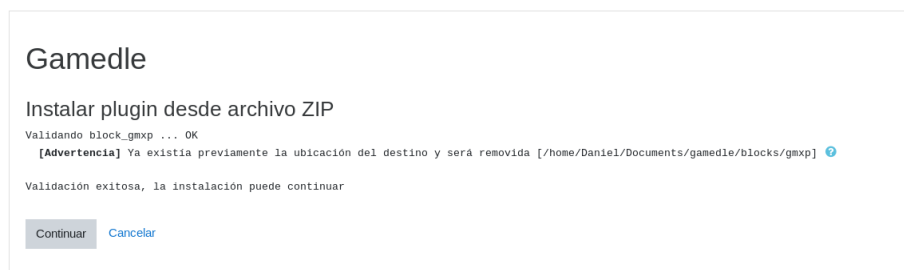 Gamedle
Instalar plugin desde archivo ZIP
Validando block_gmxp ... OK
[Advertencia] Ya existía previamente la ubicación del destino y será removida [/home/Daniel/Documents/gamedle/blocks/gmxp] ?
Validación exitosa, la instalación puede continuar
Continuar Cancelar